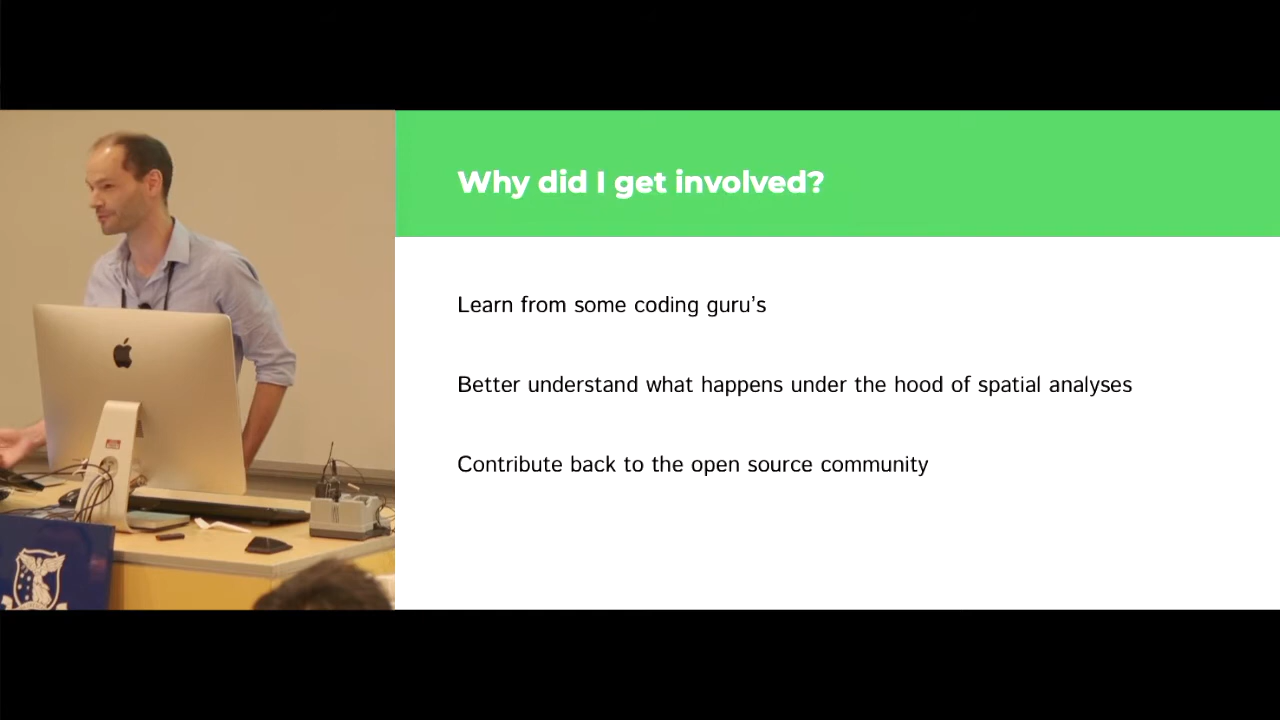 Why did I get involved?
Learn from some coding guru's
Better understand what happens under the hood of spatial analyses
Contribute back to the open source community